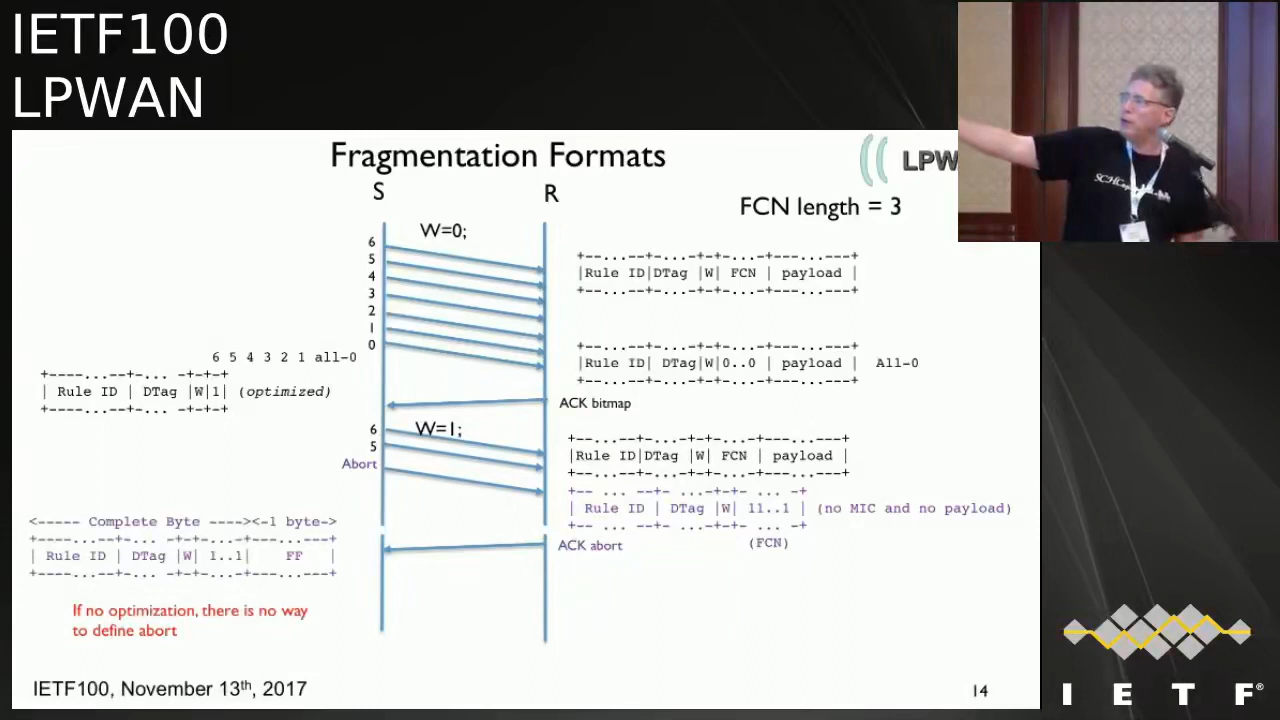 IETF100
LPWAN
Fragmentation Formats
LPW
S
R
FCN length = 3
W=0;
6
5
4
3
2
1
0
+--...--+-...-+-+-...-+---...---+
|Rule ID|DTag |W| FCN | payload |
+--...--+-...-+-+-...-+---...---+
+--...--+-...-+-+-...-+---...---+
|Rule ID| DTag|W|0..0 | payload | All-0
+--...--+-...-+-+-...-+---...---+
6 5 4 3 2 1 all-0
+----...--+-... -+-+-+
| Rule ID | DTag |W|1| (optimized)
+----...--+-... -+-+-+
ACK bitmap
W=1;
6
5
Abort
+--...--+-...-+-+-...-+---...---+
|Rule ID|DTag |W| FCN | payload |
+--...--+-...-+-+-...-+---...---+
+-- ... --+- ...-+-+- ... -+
| Rule ID | DTag |W| 11..1 | (no MIC and no payload)
+-- ... --+- ...-+-+- ... -+
(FCN)
ACK abort
<----- Complete Byte ----><-1 byte->
+----...--+-... -+-+-...-+---...---+
| Rule ID | DTag |W| 1..1| FF |
+----...--+-... -+-+-...-+---...---+
If no optimization, there is no way
to define abort
IETF100, November 13th, 2017
14
I E T F®